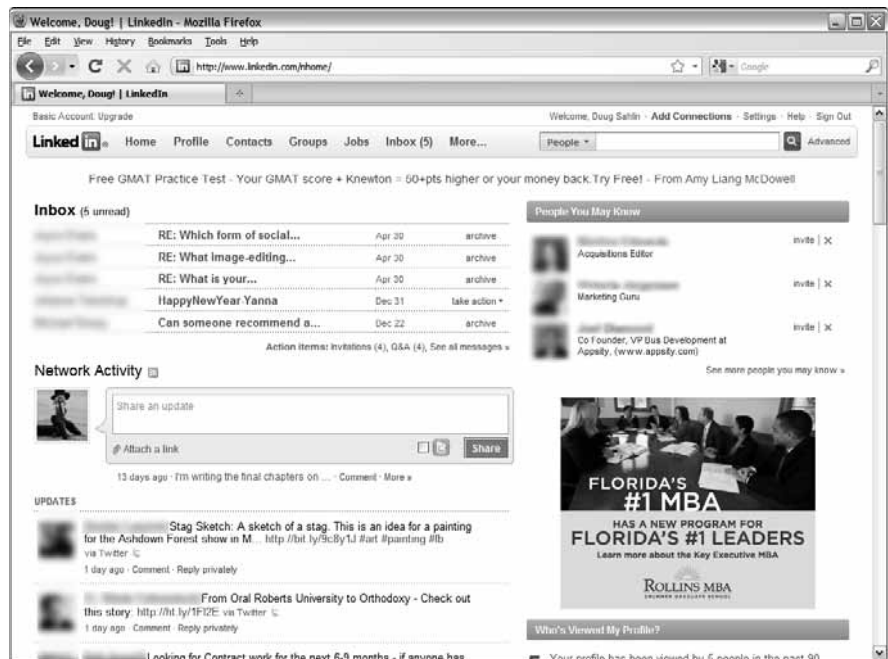 Welcome, Doug! | LinkedIn - Mozilla Firefox
File Edit View History Bookmarks Tools Help
http://www.linkedin.com/nhome/
Google
Welcome, Doug! | LinkedIn
Basic Account: Upgrade
Welcome, Doug Sahlin · Add Connections · Settings · Help · Sign Out
Linked in Home Profile Contacts Groups Jobs Inbox (5) More...
People
Advanced
Free GMAT Practice Test - Your GMAT score + Knewton = 50+pts higher or your money back.Try Free! - From Amy Liang McDowell
Inbox (5 unread)
RE: Which form of social... Apr 30 archive
RE: What image-editing... Apr 30 archive
RE: What is your... Apr 30 archive
HappyNewYear Yanna Dec 31 take action
Can someone recommend a... Dec 22 archive
Action items: Invitations (4), Q&A (4), See all messages »
Network Activity
Share an update
Attach a link
Share
13 days ago · I'm writing the final chapters on ... · Comment · More »
UPDATES
Stag Sketch: A sketch of a stag. This is an idea for a painting
for the Ashdown Forest show in M... http://bit.ly/9c8y1J #art #painting #fb
via Twitter
1 day ago · Comment · Reply privately
From Oral Roberts University to Orthodoxy - Check out
this story: http://ht.ly/1FI2E via Twitter
1 day ago · Comment · Reply privately
Looking for Contract work for the next 6-9 months - if anyone has
People You May Know
invite | x
Acquisitions Editor
invite | x
Marketing Guru
invite | x
Co Founder, VP Bus Development at
Appsity, (www.appsity.com)
See more people you may know »
FLORIDA'S
#1 MBA
HAS A NEW PROGRAM FOR
FLORIDA'S #1 LEADERS
Learn more about the Key Executive MBA
ROLLINS MBA
CRUMMER GRADUATE SCHOOL
Who's Viewed My Profile?
Your profile has been viewed by 5 people in the past 90